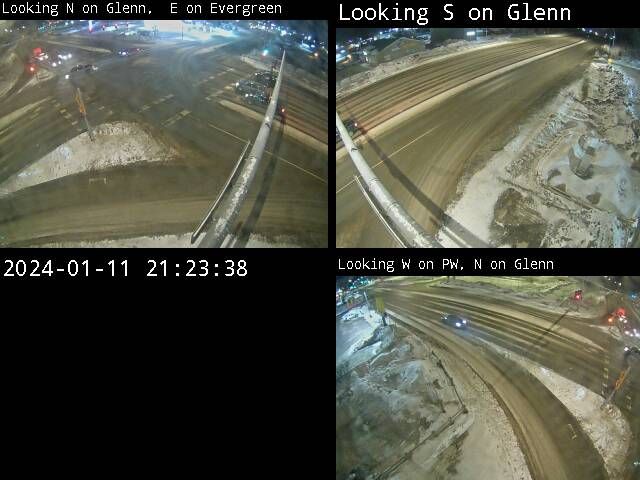 Looking N on Glenn, E on Evergreen
Looking S on Glenn
2024-01-11 21:23:38
Looking W on PW, N on Glenn